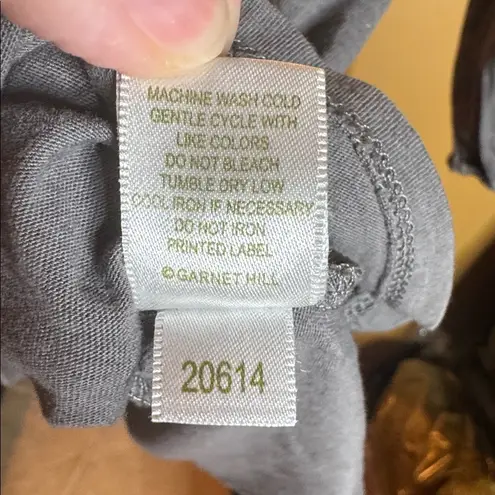 MACHINE WASH COLD
GENTLE CYCLE WITH
LIKE COLORS
DO NOT BLEACH
TUMBLE DRY LOW
COOL IRON IF NECESSARY
DO NOT IRON
PRINTED LABEL
© GARNET HILL
20614